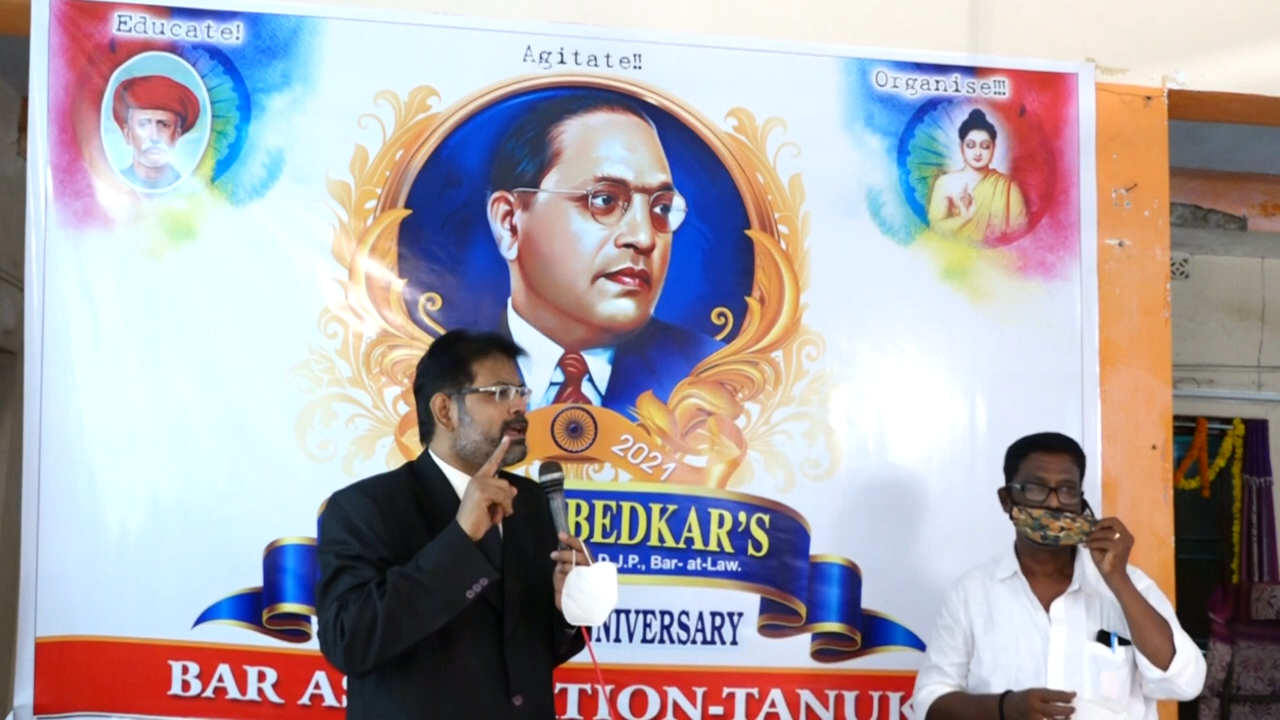 Educate!
Agitate!!
Organise!!!
2021
BEDKAR'S
D.J.P., Bar- at-Law.
NIVERSARY
BAR AS TION-TANUK